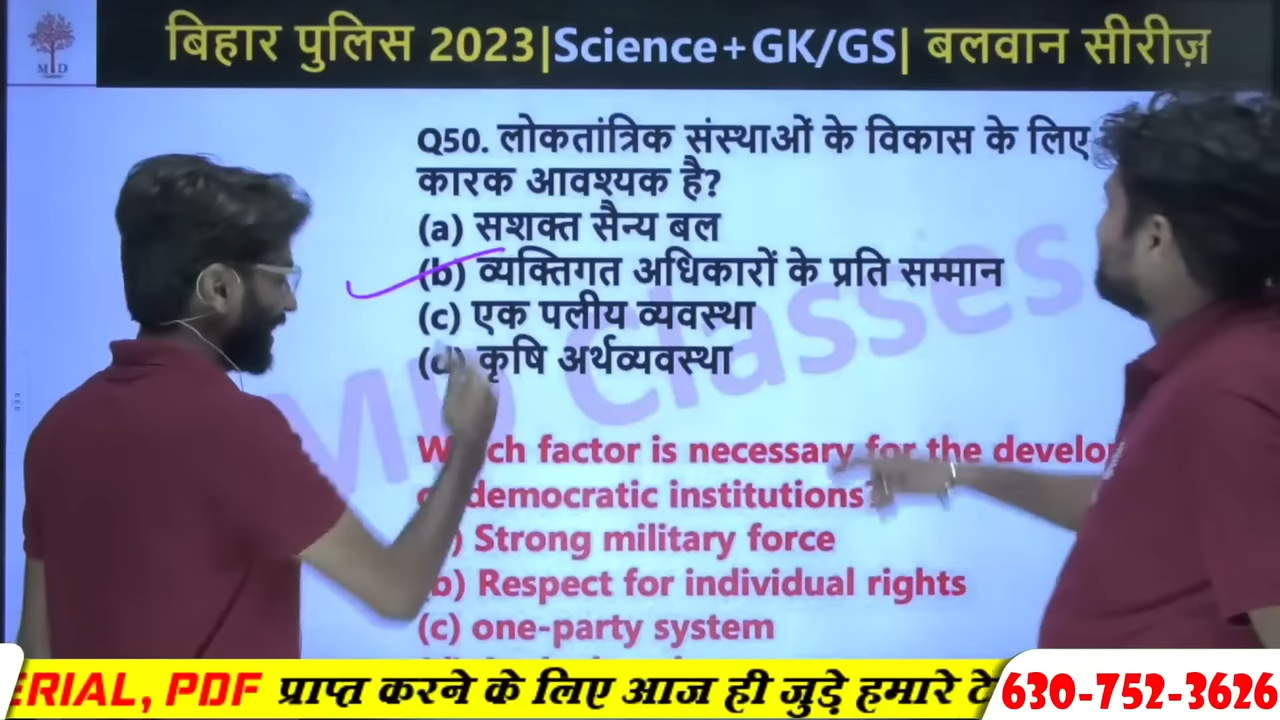 बिहार पुलिस 2023|Science+GK/GS| बलवान सीरीज़
Q50. लोकतांत्रिक संस्थाओं के विकास के लिए
कारक आवश्यक है?
(a) सशक्त सैन्य बल
(b) व्यक्तिगत अधिकारों के प्रति सम्मान
(c) एक पलीय व्यवस्था
(d) कृषि अर्थव्यवस्था
MD Classes
factor is necessary for the
democratic institutions?
Strong military force
(b) Respect for individual rights
(c) one-party system
ERIAL, PDF प्राप्त करने के लिए आज ही जुड़े हमारे
630-752-3626